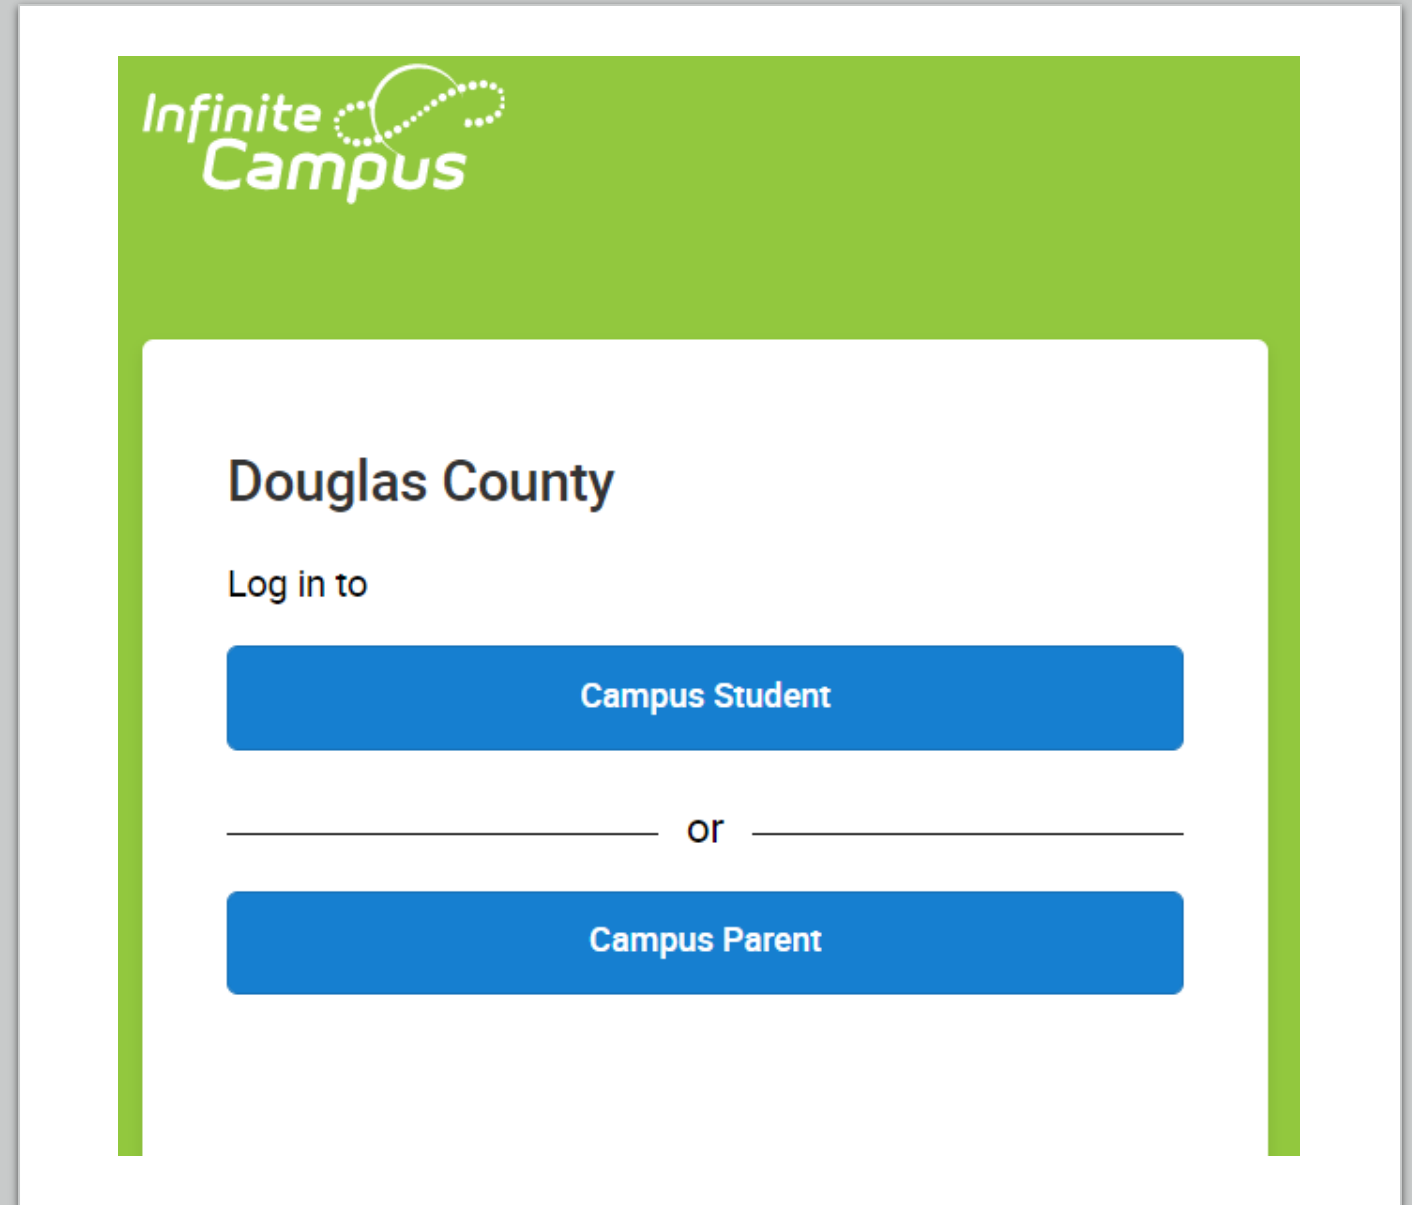 Infinite
Campus
Douglas County
Log in to
Campus Student
or
Campus Parent